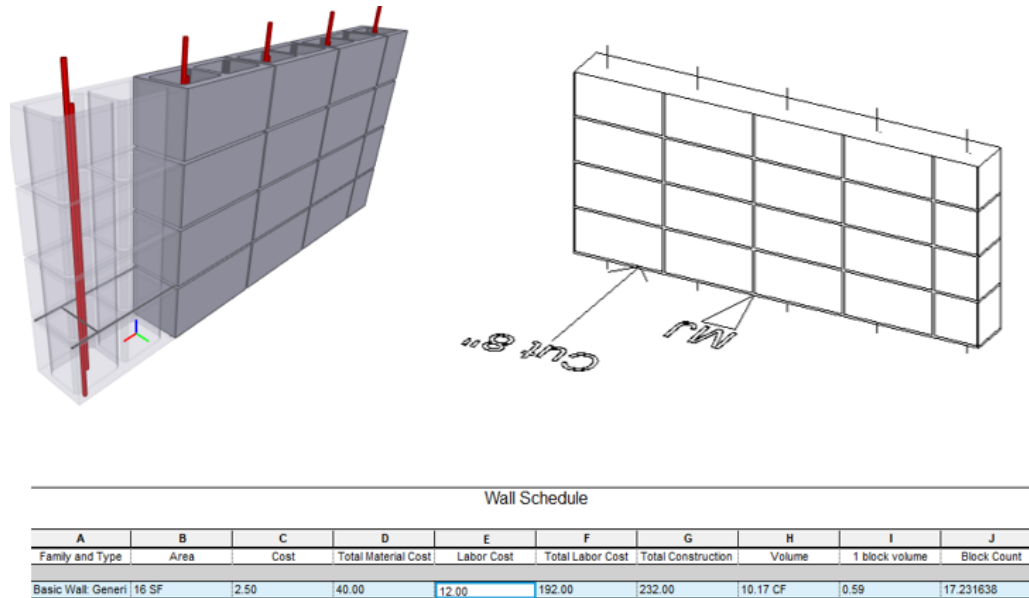 Cut 8"
MJ
Wall Schedule
A B C D E F G H I J
Family and Type Area Cost Total Material Cost Labor Cost Total Labor Cost Total Construction Volume 1 block volume Block Count
Basic Wall: Generi 16 SF 2.50 40.00 12.00 192.00 232.00 10.17 CF 0.59 17.231638